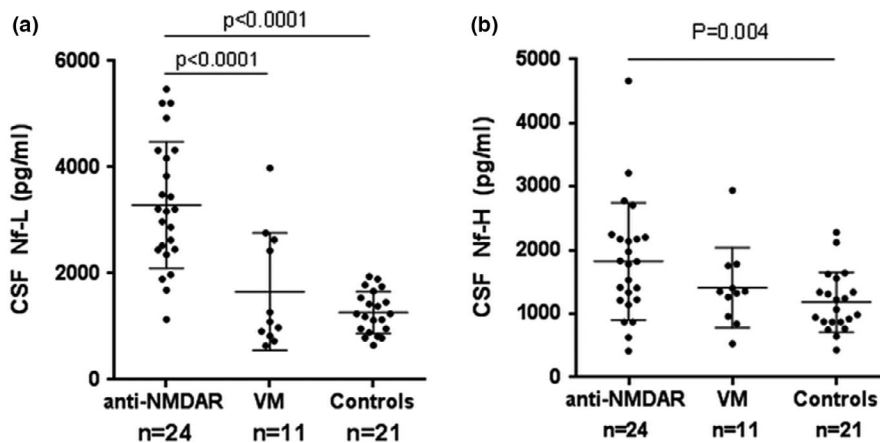 (a)
p<0.0001
p<0.0001
6000
4000
2000
0
CSF Nf-L (pg/ml)
anti-NMDAR VM Controls
n=24 n=11 n=21
(b)
P=0.004
5000
4000
3000
2000
1000
0
CSF Nf-H (pg/ml)
anti-NMDAR VM Controls
n=24 n=11 n=21